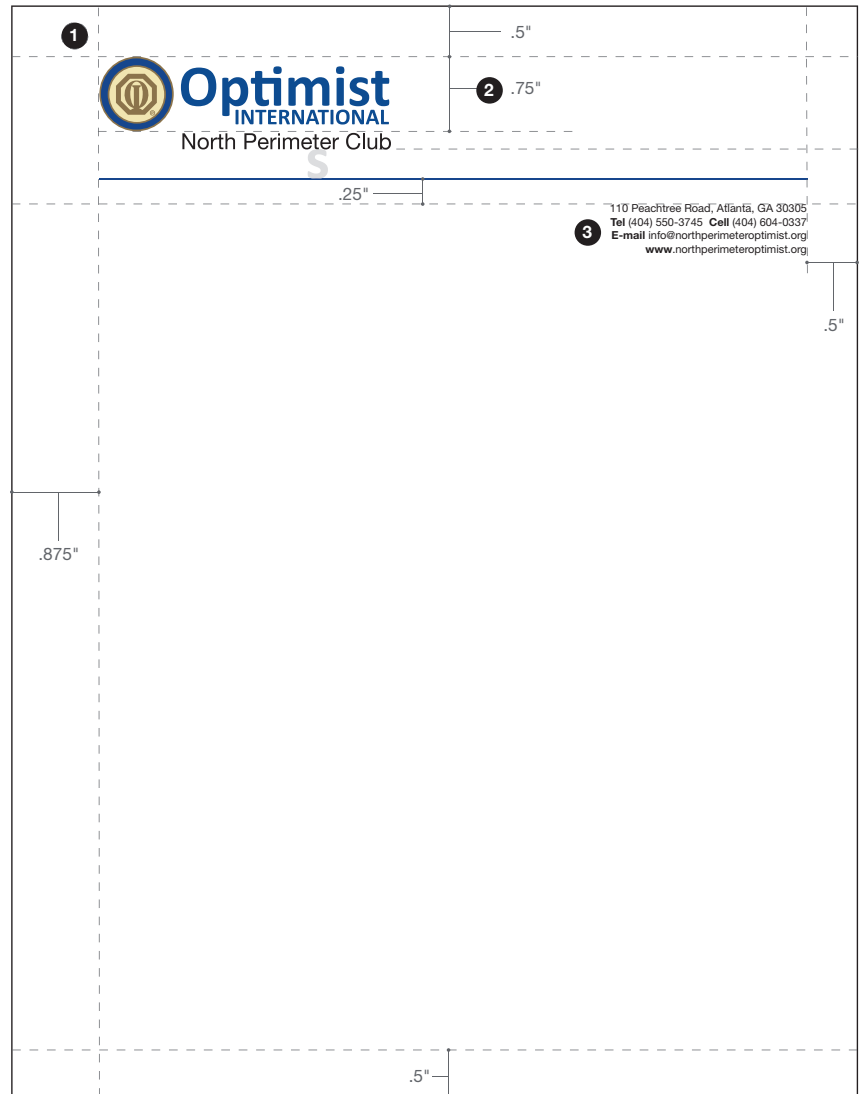 1
.5"
2 .75"
Optimist
INTERNATIONAL
North Perimeter Club
S
.25"
110 Peachtree Road, Atlanta, GA 30305
Tel (404) 550-3745 Cell (404) 604-0337
3
E-mail info@northperimeteroptimist.org
www.northperimeteroptimist.org
.5"
.875"
.5"